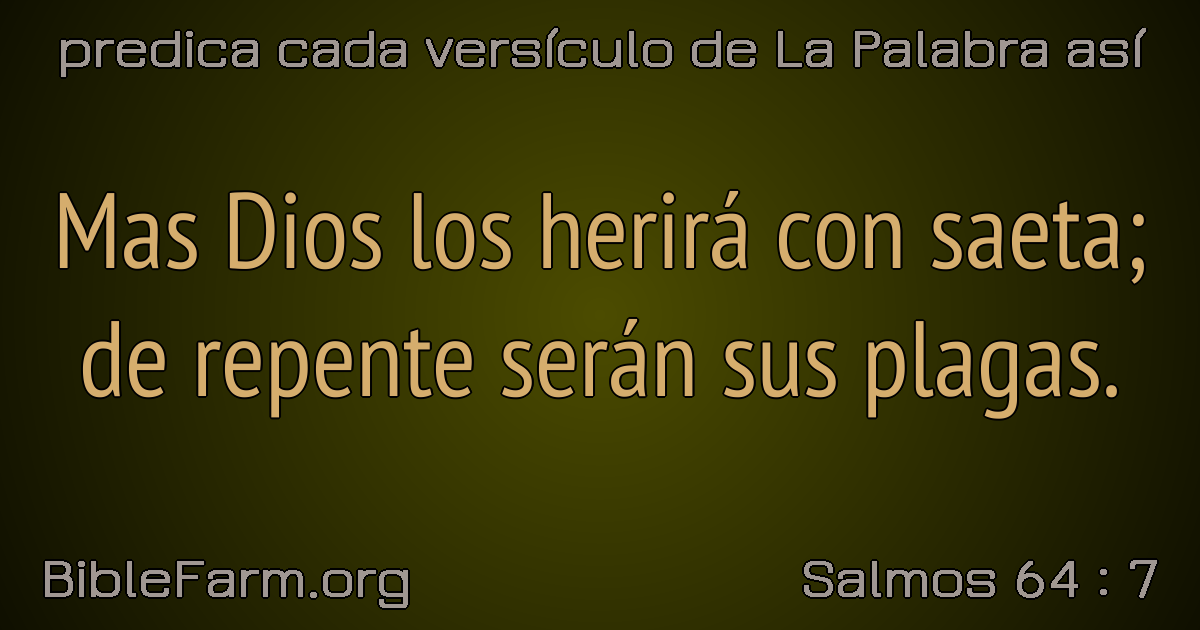 predica cada versículo de La Palabra así
Mas Dios los herirá con saeta;
de repente serán sus plagas.
BibleFarm.org
Salmos 64 : 7